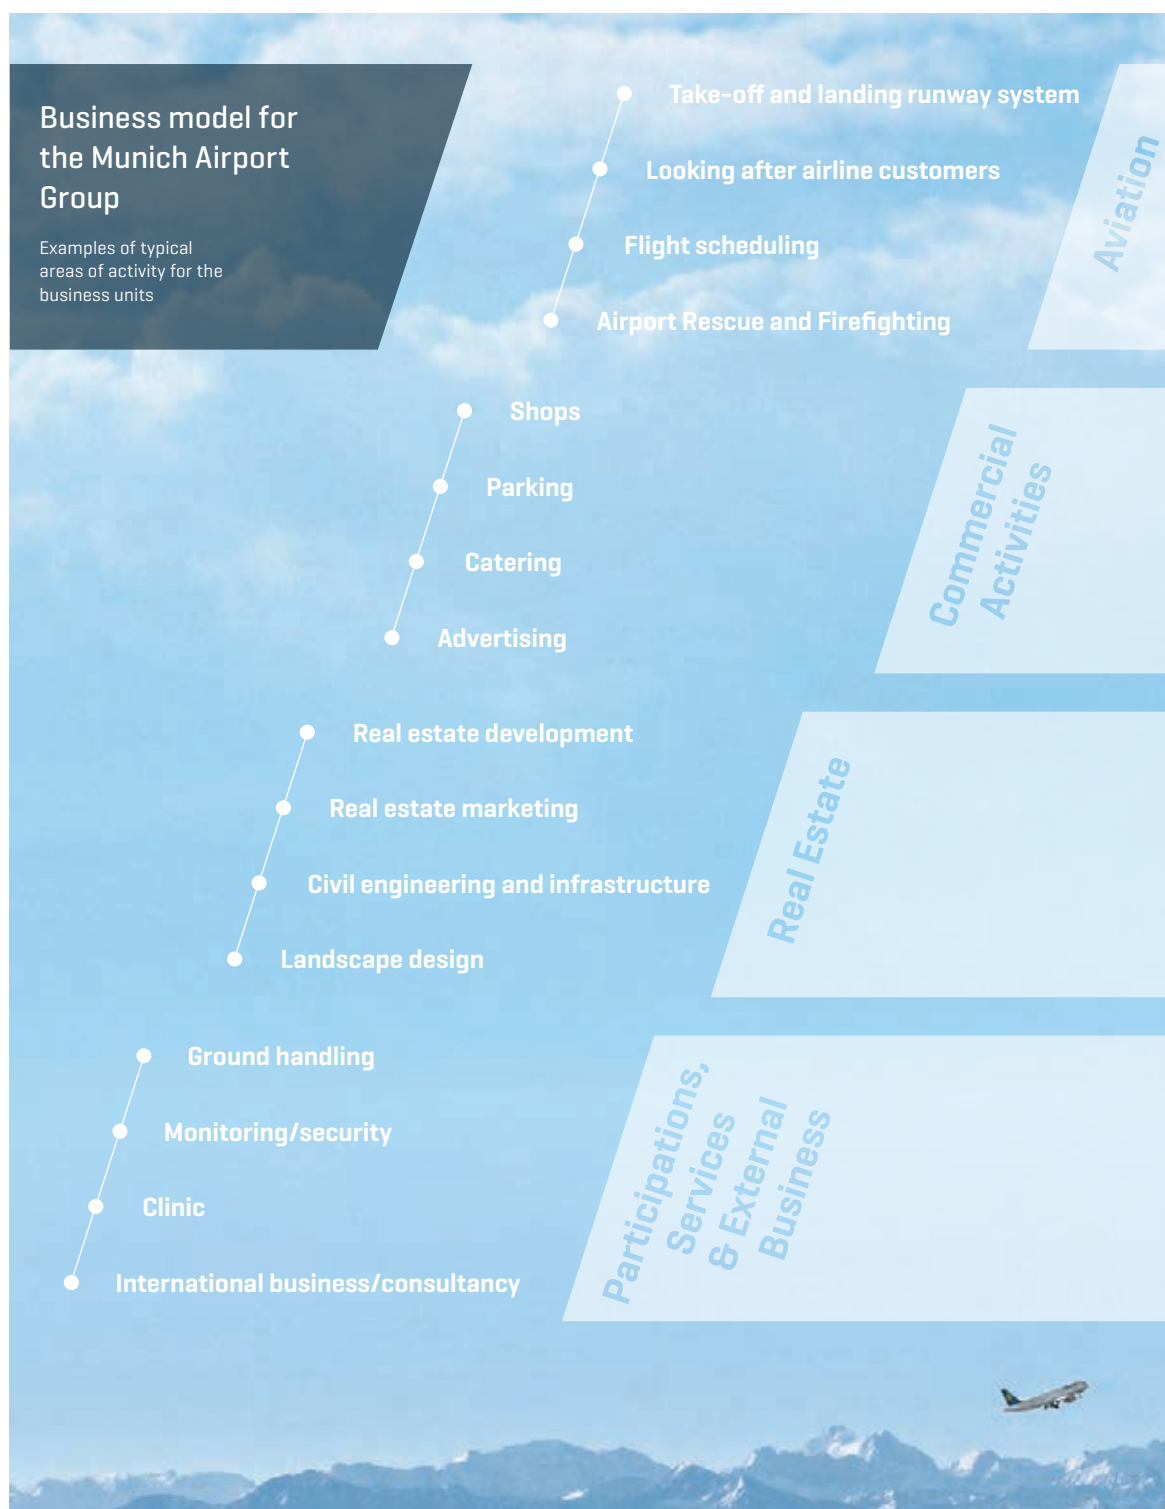 Business model for
the Munich Airport
Group
Examples of typical
areas of activity for the
business units
Take-off and landing runway system
Looking after airline customers
Flight scheduling
Airport Rescue and Firefighting
Aviation
Shops
Parking
Catering
Advertising
Commercial
Activities
Real estate development
Real estate marketing
Civil engineering and infrastructure
Landscape design
Real Estate
Ground handling
Monitoring/security
Clinic
International business/consultancy
Participations,
Services
& External
Business